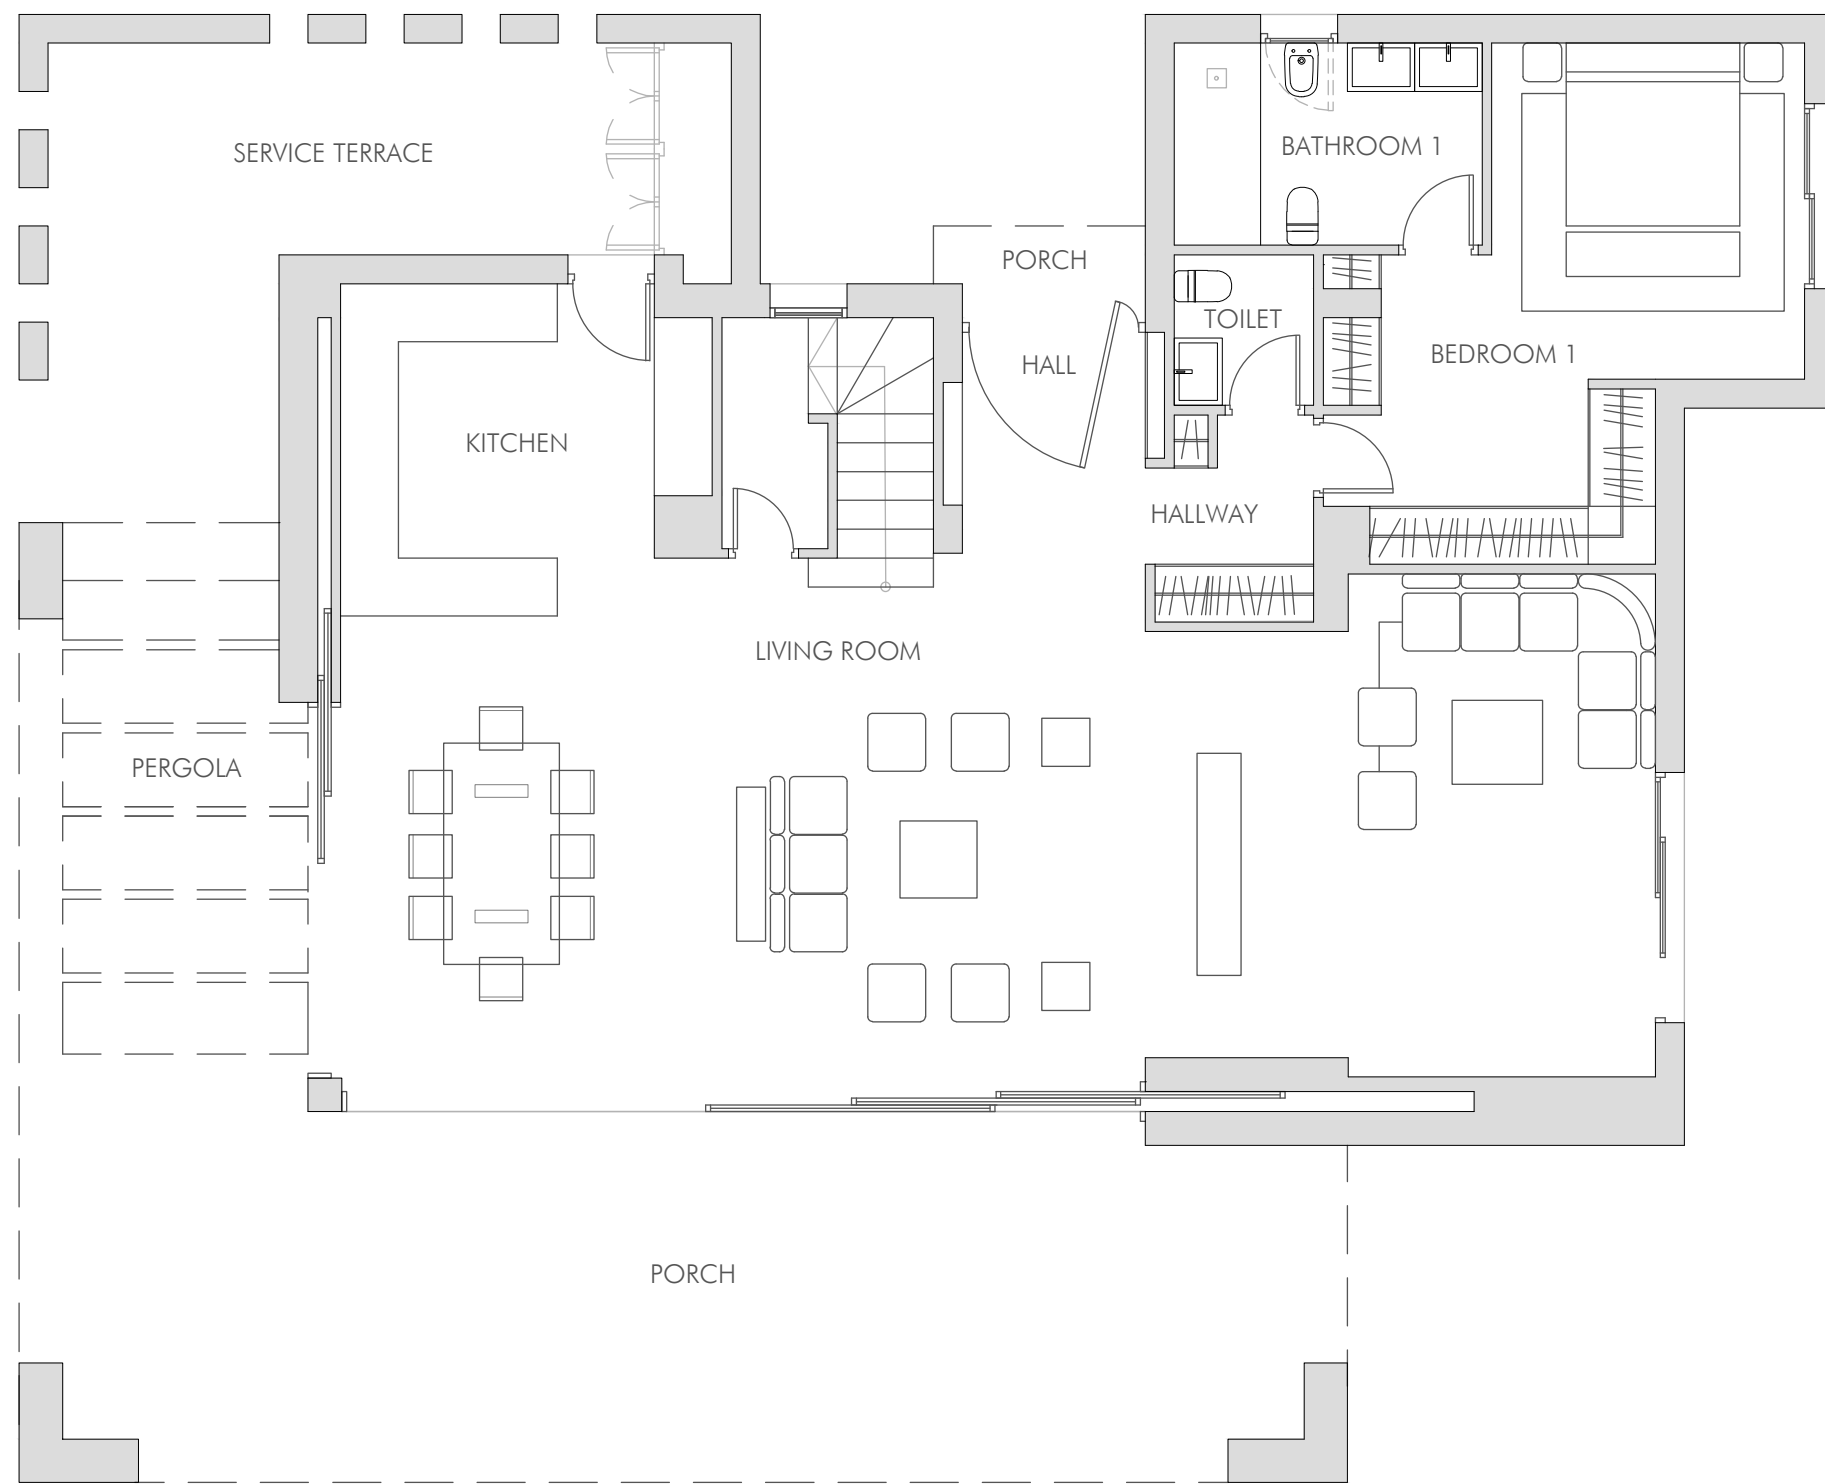 SERVICE TERRACE
BATHROOM 1
PORCH
TOILET
HALL
BEDROOM 1
KITCHEN
HALLWAY
LIVING ROOM
PERGOLA
PORCH